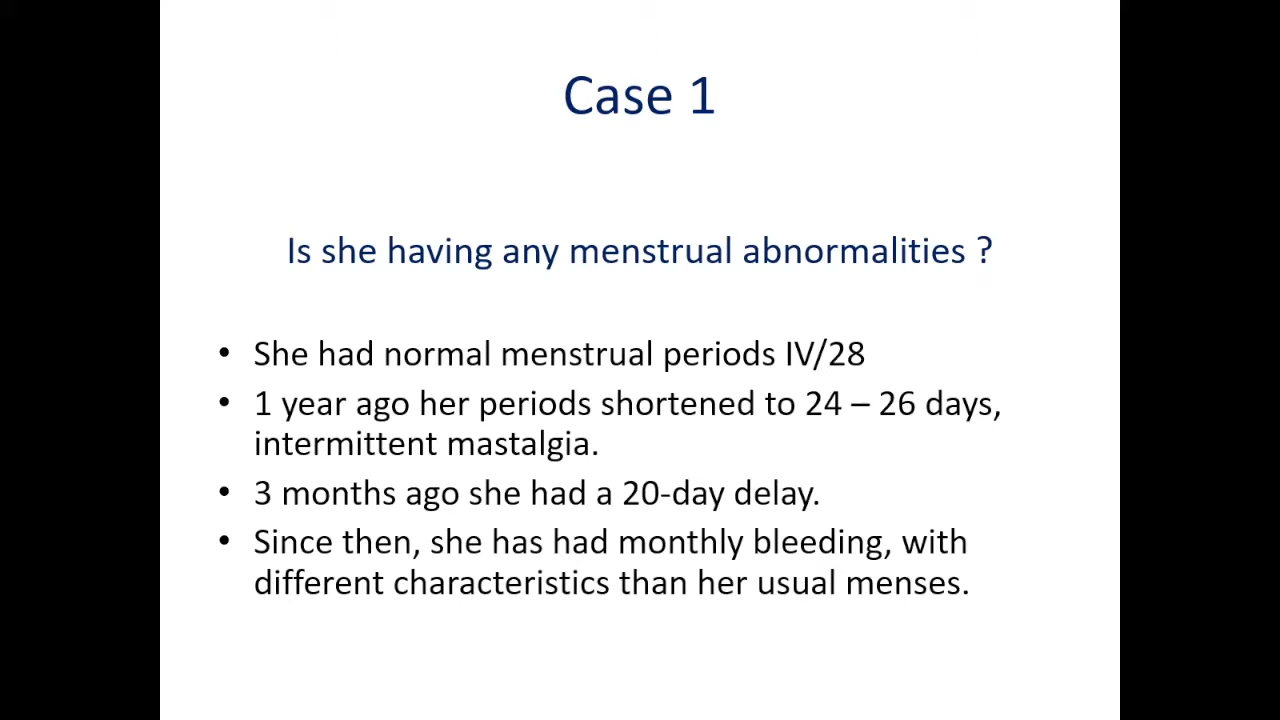 Case 1
Is she having any menstrual abnormalities ?
• She had normal menstrual periods IV/28
• 1 year ago her periods shortened to 24 – 26 days,
intermittent mastalgia.
• 3 months ago she had a 20-day delay.
• Since then, she has had monthly bleeding, with
different characteristics than her usual menses.